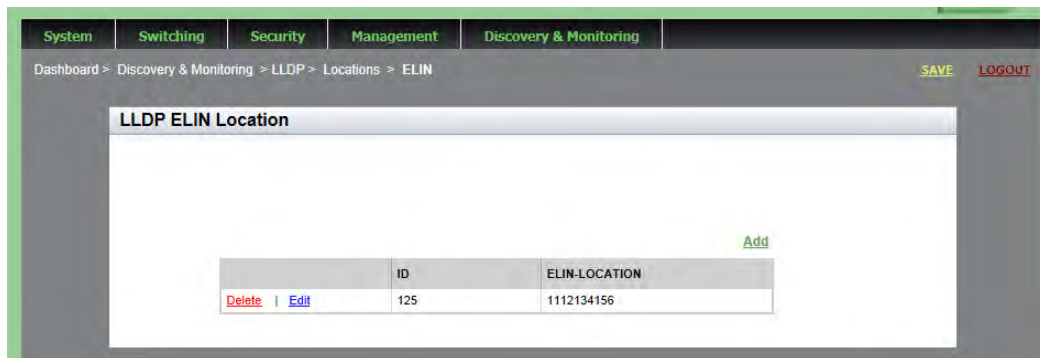 System Switching Security Management Discovery & Monitoring
Dashboard > Discovery & Monitoring > LLDP > Locations > ELIN SAVE LOGOUT
LLDP ELIN Location
Add
ID ELIN-LOCATION
Delete | Edit 125 1112134156